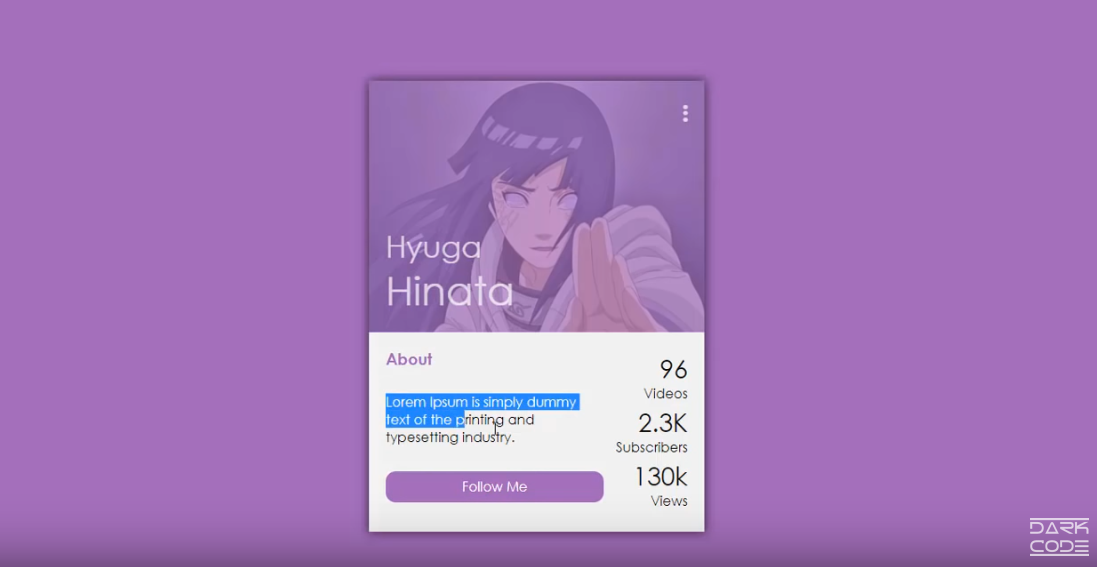 Hyuga
Hinata
About
Lorem Ipsum is simply dummy
text of the printing and
typesetting industry.
Follow Me
96
Videos
2.3K
Subscribers
130k
Views
DARK
CODE